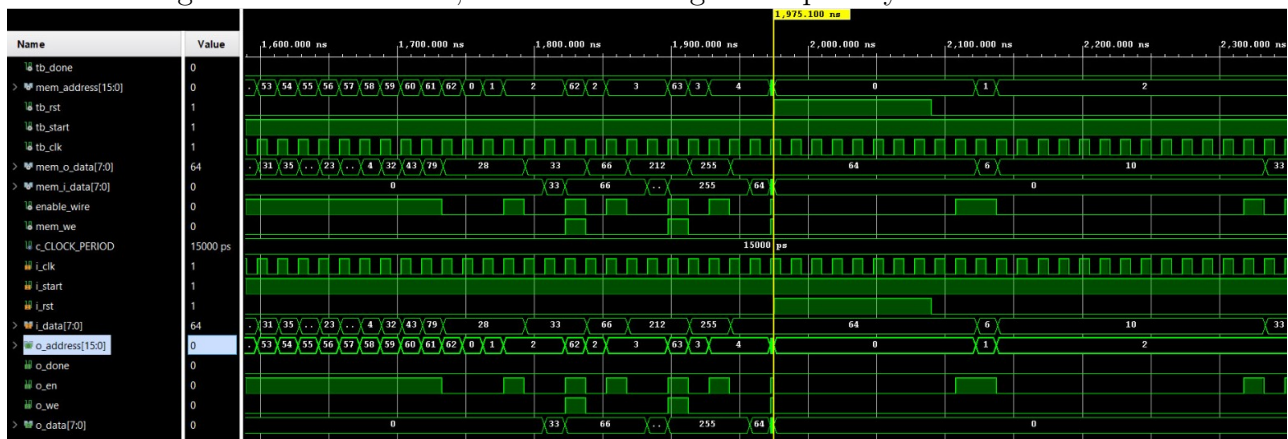 1,975.100 ns
Name Value 1,600.000 ns 1,700.000 ns 1,800.000 ns 1,900.000 ns 2,000.000 ns 2,100.000 ns 2,200.000 ns 2,300.000 ns
tb_done 0
mem_address[15:0] 0 . 53 54 55 56 57 58 59 60 61 62 0 1 2 62 2 3 63 3 4 0 1 2
tb_rst 1
tb_start 1
tb_clk 1
mem_o_data[7:0] 64 . 31 35 .. 23 .. 4 32 43 79 28 33 66 212 255 64 6 10 33
mem_i_data[7:0] 0 0 33 66 .. 255 64 0
enable_wire 0
mem_we 0
c_CLOCK_PERIOD 15000 ps 15000 ps
i_clk 1
i_start 1
i_rst 1
i_data[7:0] 64 . 31 35 .. 23 .. 4 32 43 79 28 33 66 212 255 64 6 10 33
o_address[15:0] 0 . 53 54 55 56 57 58 59 60 61 62 0 1 2 62 2 3 63 3 4 0 1 2
o_done 0
o_en 0
o_we 0
o_data[7:0] 0 0 33 66 .. 255 64 0